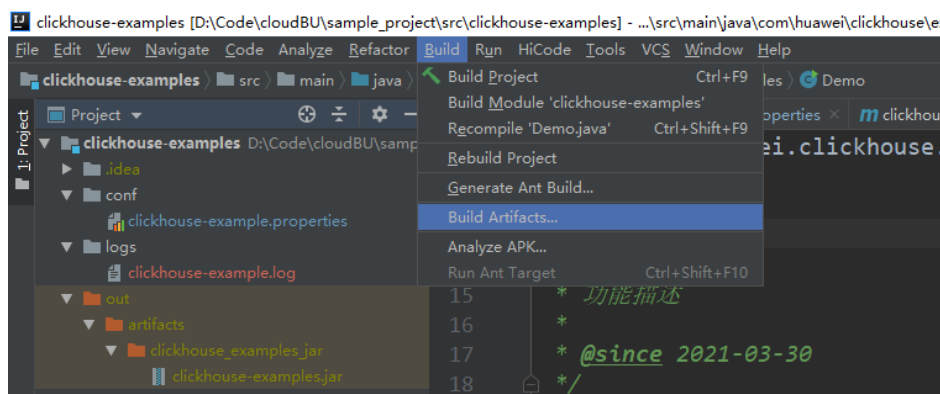 clickhouse-examples [D:\Code\cloudBU\sample_project\src\clickhouse-examples] - ...\src\main\java\com\huawei\clickhouse\e
File Edit View Navigate Code Analyze Refactor Build Run HiCode Tools VCS Window Help
clickhouse-examples src main java les Demo
Build Project Ctrl+F9
Build Module 'clickhouse-examples'
Recompile 'Demo.java' Ctrl+Shift+F9
Rebuild Project
Generate Ant Build...
Build Artifacts...
Analyze APK...
Run Ant Target Ctrl+Shift+F10
1: Project
Project
operties clickhou
clickhouse-examples D:\Code\cloudBU\samp
ei.clickhouse.
.idea
conf
clickhouse-example.properties
logs
clickhouse-example.log
out
artifacts
clickhouse_examples_jar
clickhouse-examples.jar
15 * 功能描述
16 *
17 * @since 2021-03-30
18 */